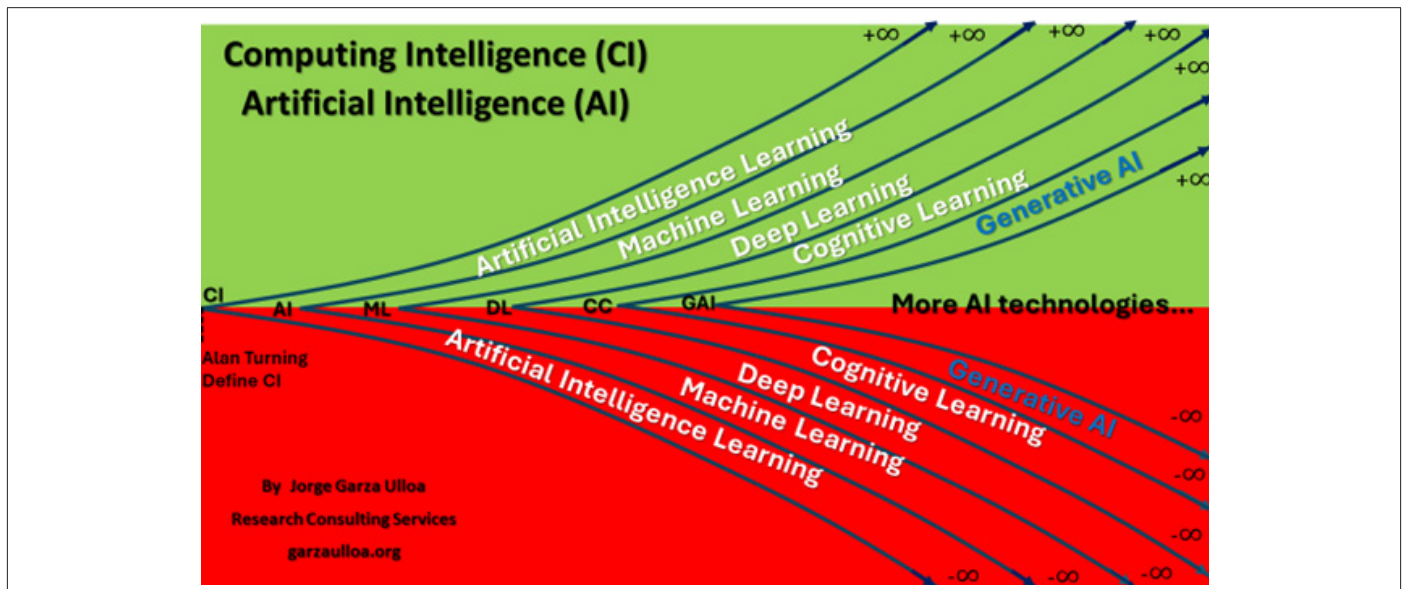 Computing Intelligence (CI)
Artificial Intelligence (AI)
+∞
+∞
+∞
+∞
+∞
+∞
Artificial Intelligence Learning
Machine Learning
Deep Learning
Cognitive Learning
Generative AI
CI
AI
ML
DL
CC
GAI
More AI technologies...
Alan Turning
Define CI
Artificial Intelligence Learning
Machine Learning
Deep Learning
Cognitive Learning
Generative AI
-∞
-∞
-∞
-∞
-∞
-∞
By Jorge Garza Ulloa
Research Consulting Services
garzaulloa.org